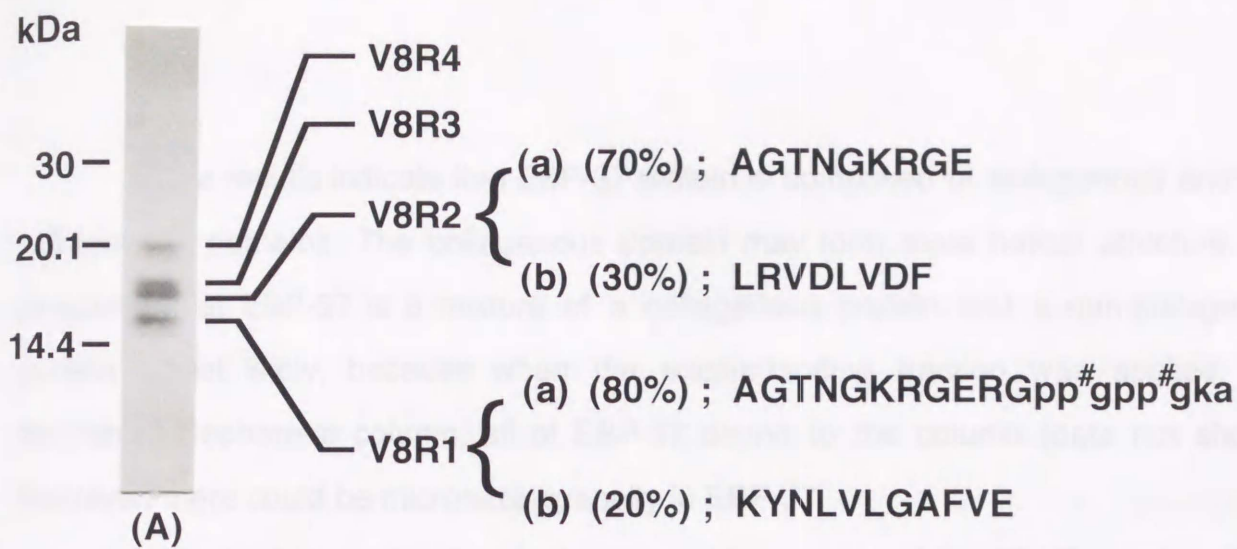 kDa
V8R4
V8R3
30
(a) (70%) ; AGTNGKRGE
V8R2
20.1
(b) (30%) ; LRVDLVDF
14.4
(a) (80%) ; AGTNGKRGERGpp#gpp#gka
V8R1
(b) (20%) ; KTNLVLGAFVE
(A)